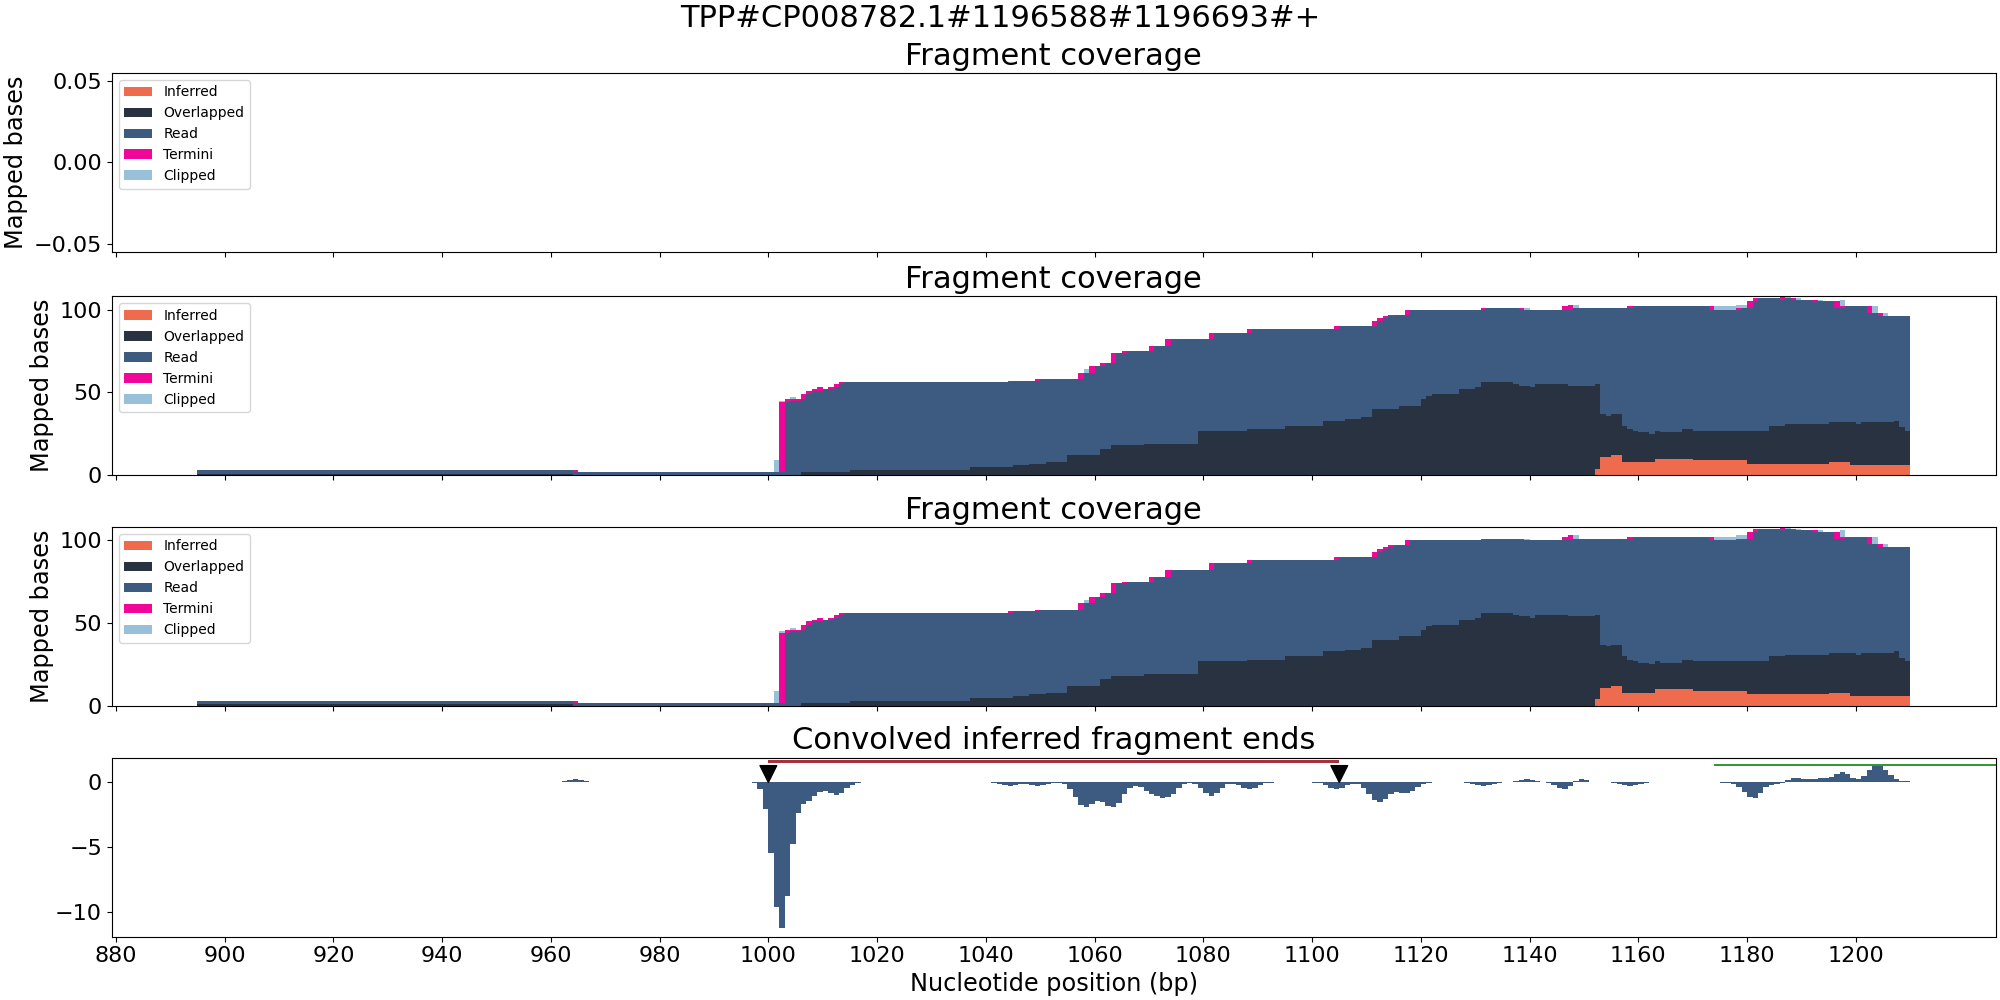 TPP#CP008782.1#1196588#1196693#+
Fragment coverage
Mapped bases
0.05
0.00
−0.05
Inferred
Overlapped
Read
Termini
Clipped
Fragment coverage
Mapped bases
100
50
0
Inferred
Overlapped
Read
Termini
Clipped
Fragment coverage
Mapped bases
100
50
0
Inferred
Overlapped
Read
Termini
Clipped
Convolved inferred fragment ends
0
−5
−10
880 900 920 940 960 980 1000 1020 1040 1060 1080 1100 1120 1140 1160 1180 1200
Nucleotide position (bp)